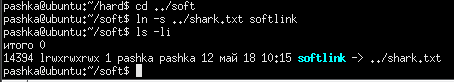 pashka@ubuntu:~/hard$ cd ../soft
pashka@ubuntu:~/soft$ ln -s ../shark.txt softlink
pashka@ubuntu:~/soft$ ls -li
итого 0
14394 lrwxrwxrwx 1 pashka pashka 12 май 18 10:15 softlink -> ../shark.txt
pashka@ubuntu:~/soft$